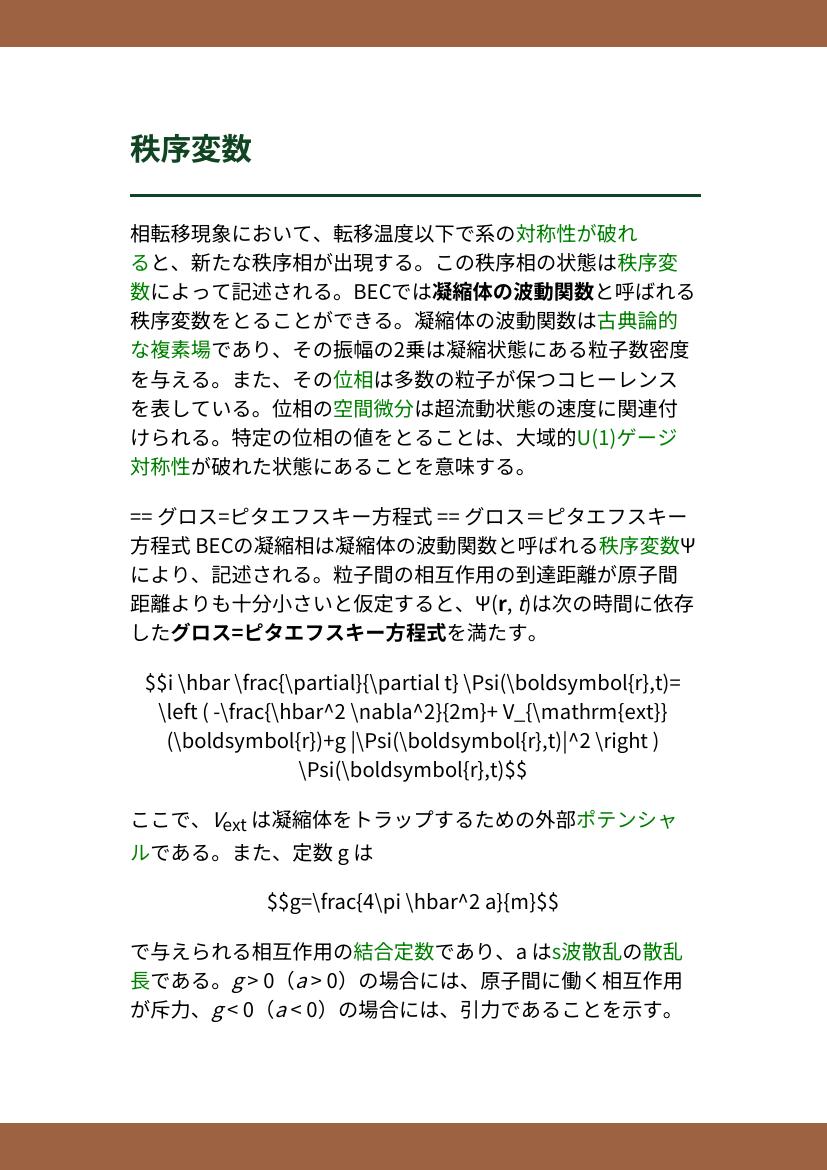 秩序変数
相転移現象において、転移温度以下で系の対称性が破れ
ると、新たな秩序相が出現する。この秩序相の状態は秩序変
数によって記述される。BECでは凝縮体の波動関数と呼ばれる
秩序変数をとることができる。凝縮体の波動関数は古典論的
な複素場であり、その振幅の2乗は凝縮状態にある粒子数密度
を与える。また、その位相は多数の粒子が保つコヒーレンス
を表している。位相の空間微分は超流動状態の速度に関連付
けられる。特定の位相の値をとることは、大域的U(1)ゲージ
対称性が破れた状態にあることを意味する。
== グロス=ピタエフスキー方程式 == グロス＝ピタエフスキー
方程式 BECの凝縮相は凝縮体の波動関数と呼ばれる秩序変数Ψ
により、記述される。粒子間の相互作用の到達距離が原子間
距離よりも十分小さいと仮定すると、Ψ(r, t)は次の時間に依存
したグロス=ピタエフスキー方程式を満たす。
$$i \hbar \frac{\partial}{\partial t} \Psi(\boldsymbol{r},t)=
\left ( -\frac{\hbar^2 \nabla^2}{2m}+ V_{\mathrm{ext}}
(\boldsymbol{r})+g |\Psi(\boldsymbol{r},t)|^2 \right )
\Psi(\boldsymbol{r},t)$$
ここで、Vext は凝縮体をトラップするための外部ポテンシャ
ルである。また、定数 g は
$$g=\frac{4\pi \hbar^2 a}{m}$$
で与えられる相互作用の結合定数であり、a はs波散乱の散乱
長である。g > 0（a > 0）の場合には、原子間に働く相互作用
が斥力、g < 0（a < 0）の場合には、引力であることを示す。